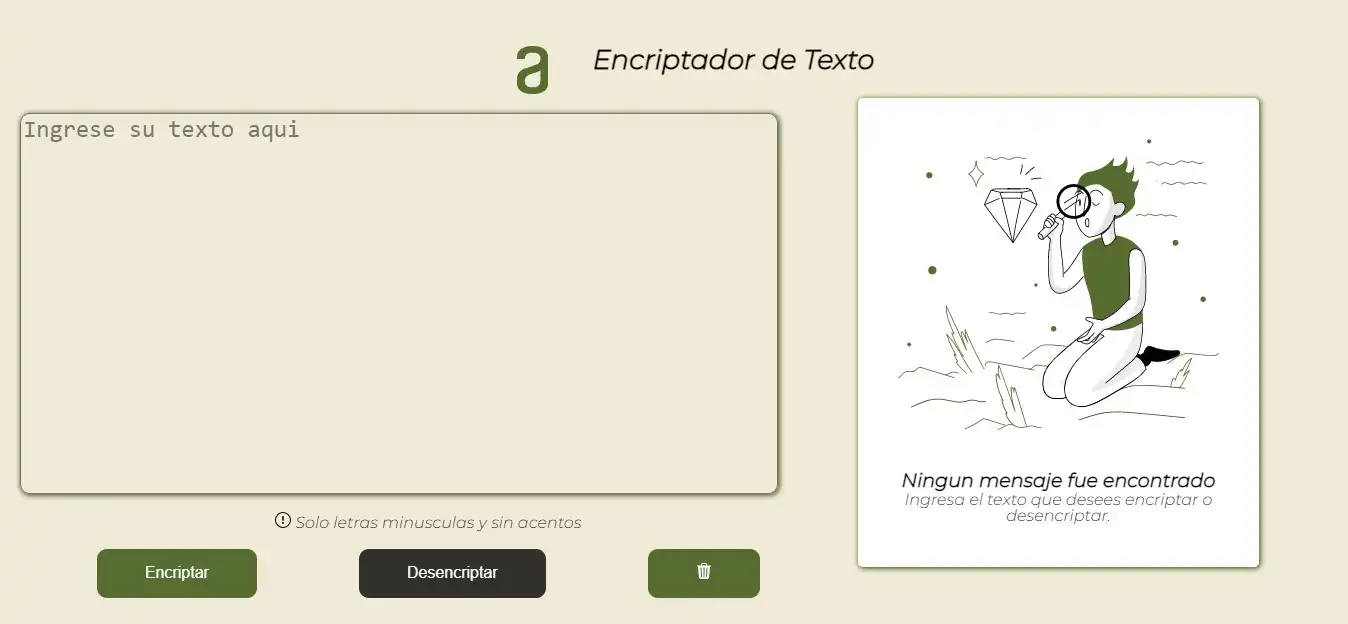 a
Encriptador de Texto
Ingrese su texto aqui
Solo letras minusculas y sin acentos
Encriptar
Desencriptar
Ningun mensaje fue encontrado
Ingresa el texto que desees encriptar o
desencriptar.